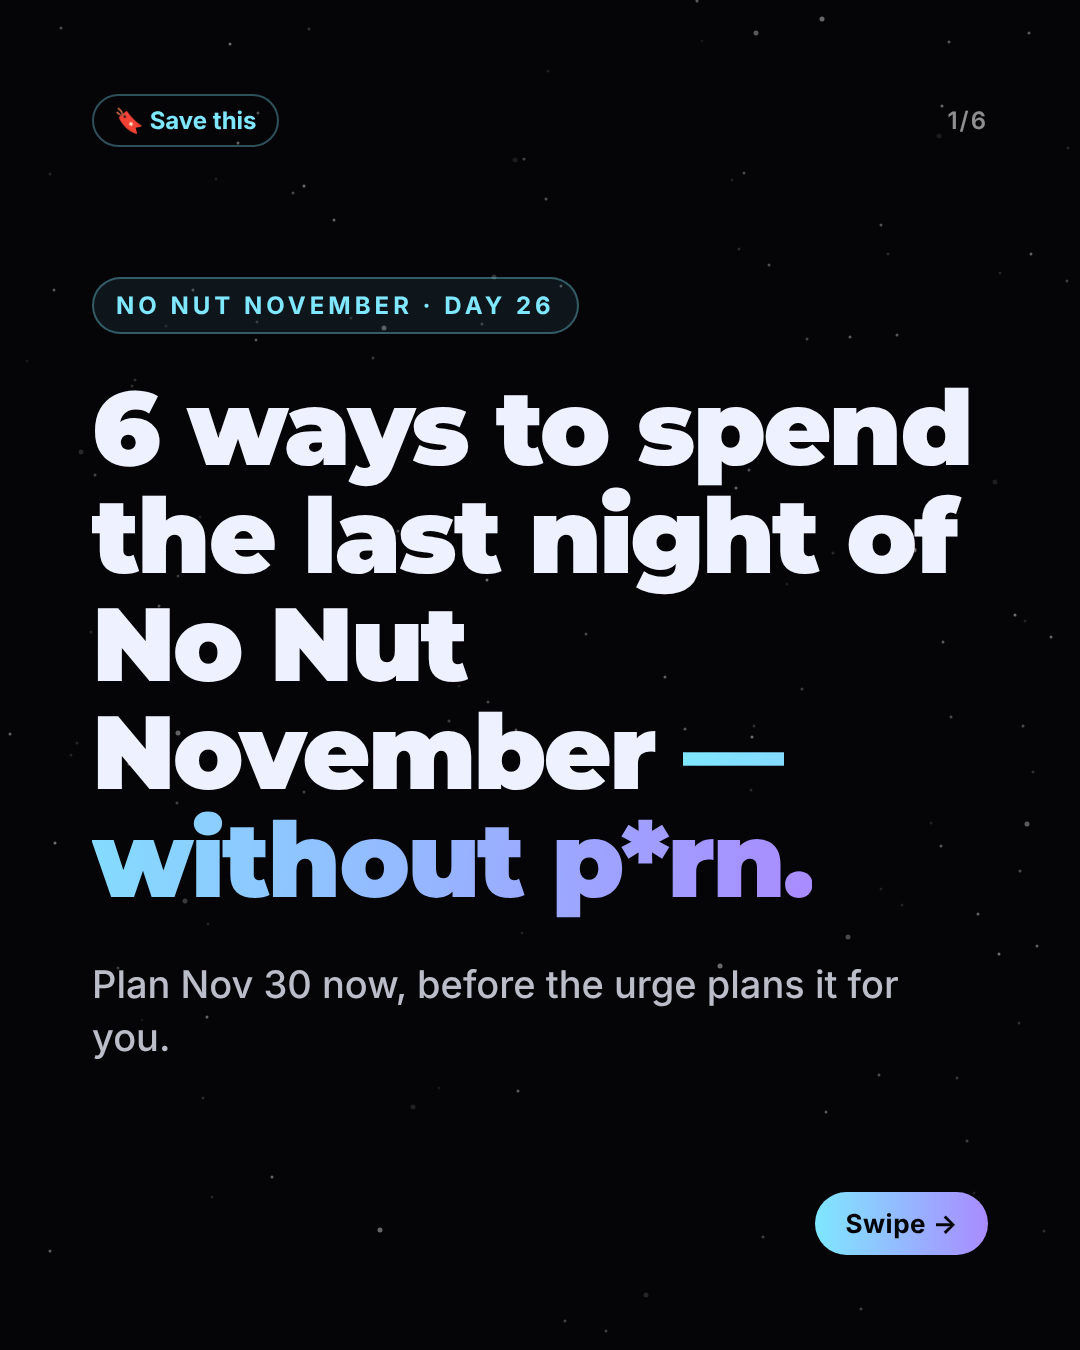 🔖 Save this
1/6
NO NUT NOVEMBER · DAY 26
6 ways to spend
the last night of
No Nut
November —
without p*rn.
Plan Nov 30 now, before the urge plans it for
you.
Swipe →